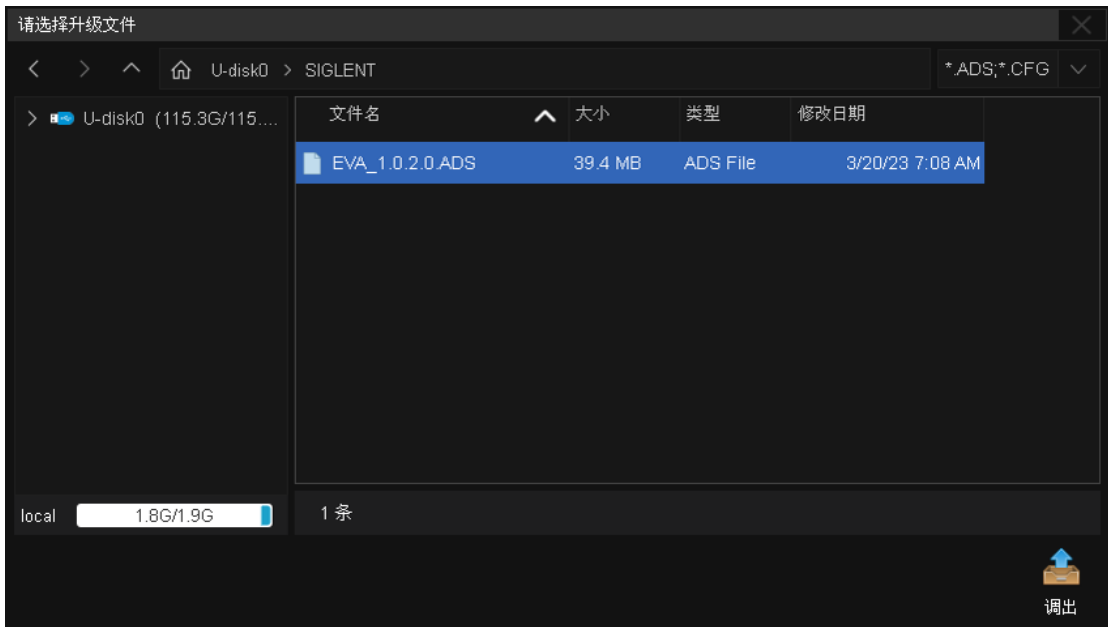 请选择升级文件
U-disk0 > SIGLENT *.ADS;*.CFG
U-disk0 (115.3G/115....
文件名 大小 类型 修改日期
EVA_1.0.2.0.ADS 39.4 MB ADS File 3/20/23 7:08 AM
local 1.8G/1.9G
1 条
调出